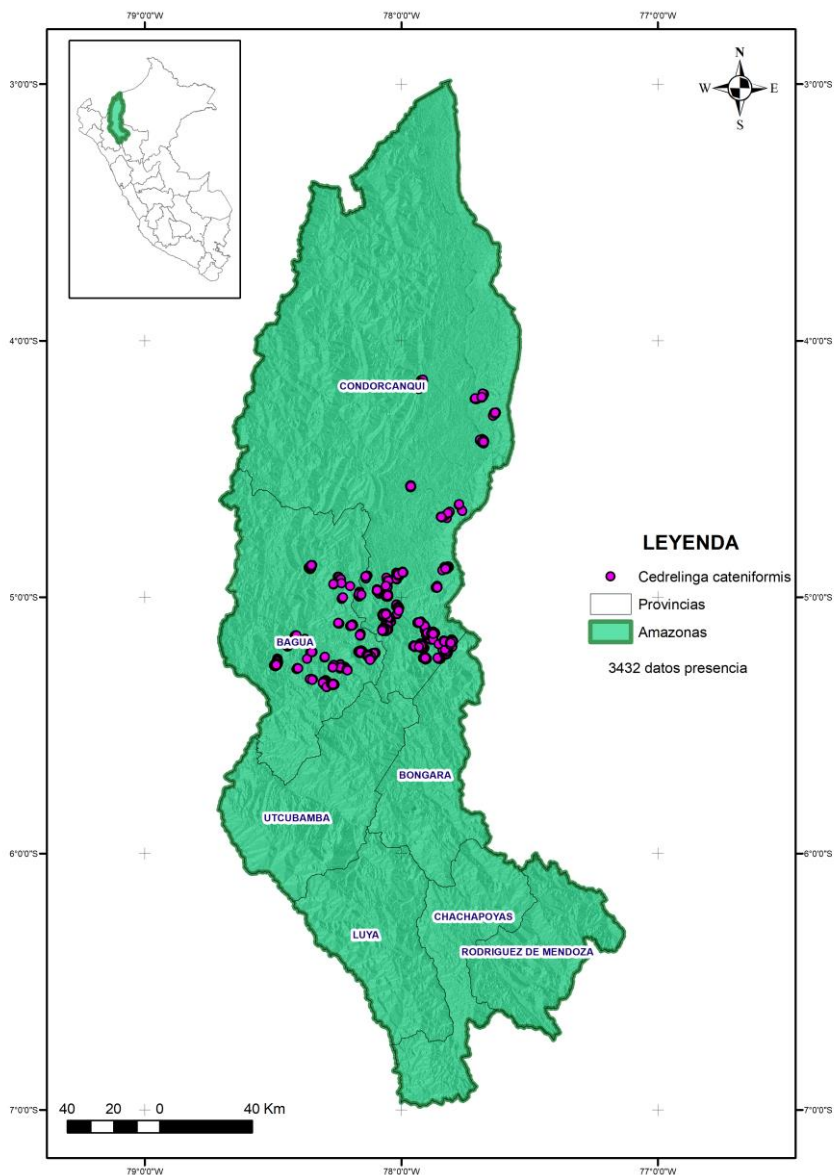 79°0'0"W
78°0'0"W
77°0'0"W
N
W
E
S
3°0'0"S
3°0'0"S
4°0'0"S
4°0'0"S
CONDORCANQUI
LEYENDA
Cedrelinga cateniformis
Provincias
Amazonas
3432 datos presencia
5°0'0"S
5°0'0"S
BAGUA
BONGARA
UTCUBAMBA
6°0'0"S
6°0'0"S
CHACHAPOYAS
LUYA
RODRIGUEZ DE MENDOZA
7°0'0"S
7°0'0"S
40 20 0 40 Km
79°0'0"W
78°0'0"W
77°0'0"W